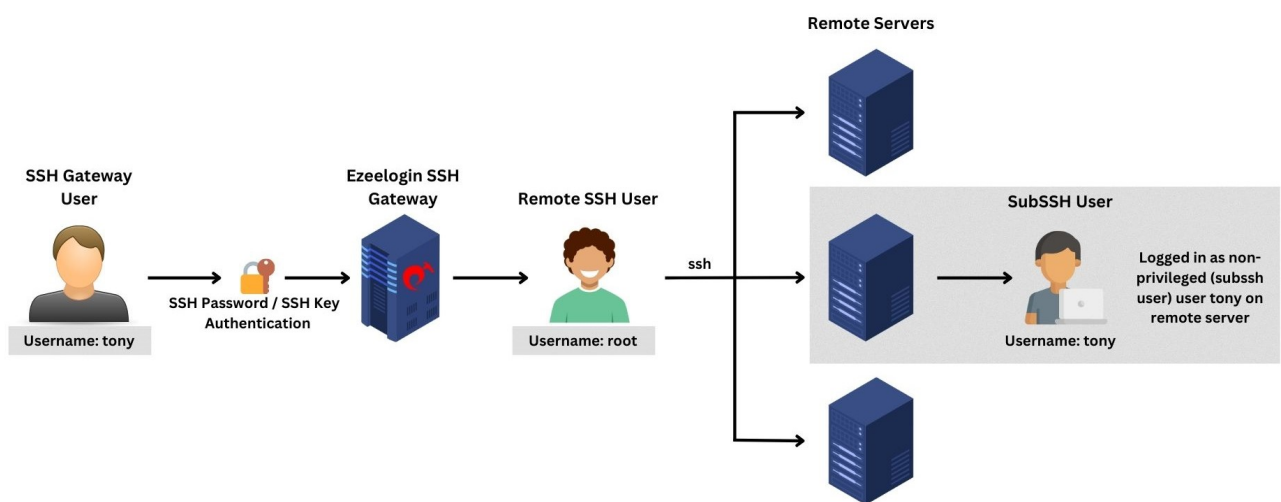 Remote Servers
SSH Gateway
User
Ezeelogin SSH
Gateway
Remote SSH User
SubSSH User
ssh
Logged in as non-
privileged (subssh
user) user tony on
remote server
SSH Password / SSH Key
Authentication
Username: tony
Username: root
Username: tony